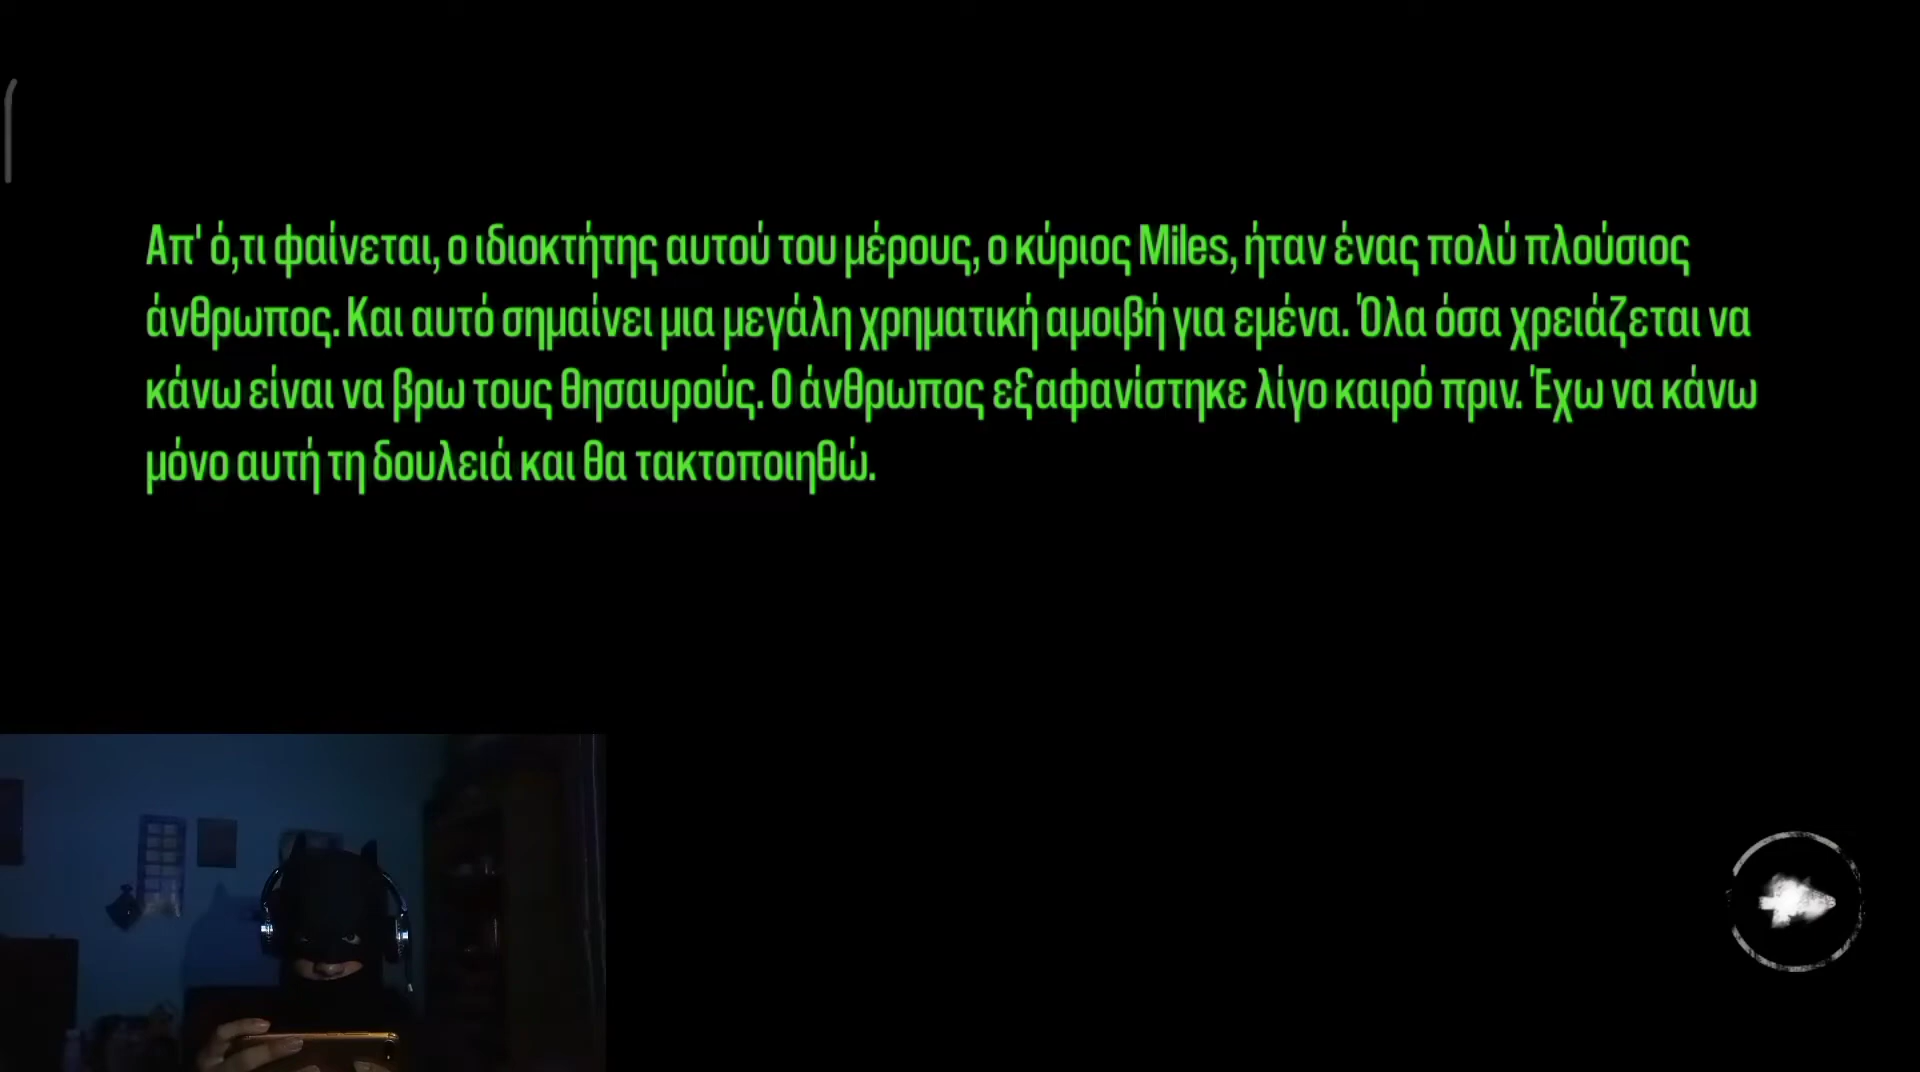 Απ' ό,τι φαίνεται, ο ιδιοκτήτης αυτού του μέρους, ο κύριος Miles, ήταν ένας πολύ πλούσιος
άνθρωπος. Και αυτό σημαίνει μια μεγάλη χρηματική αμοιβή για εμένα. Όλα όσα χρειάζεται να
κάνω είναι να βρω τους θησαυρούς. Ο άνθρωπος εξαφανίστηκε λίγο καιρό πριν. Έχω να κάνω
μόνο αυτή τη δουλειά και θα τακτοποιηθώ.